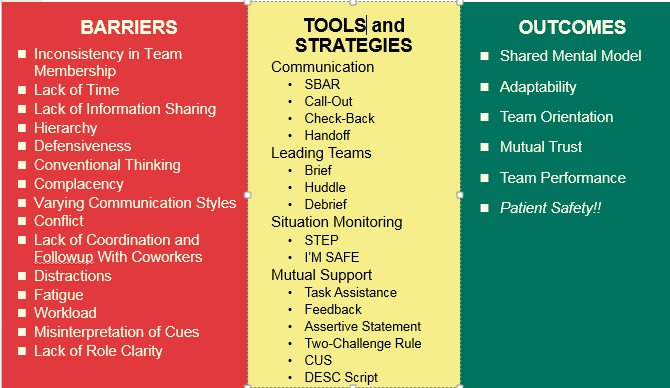 BARRIERS
■ Inconsistency in Team
Membership
■ Lack of Time
■ Lack of Information Sharing
■ Hierarchy
■ Defensiveness
■ Conventional Thinking
■ Complacency
■ Varying Communication Styles
■ Conflict
■ Lack of Coordination and
Followup With Coworkers
■ Distractions
■ Fatigue
■ Workload
■ Misinterpretation of Cues
■ Lack of Role Clarity
TOOLS and
STRATEGIES
Communication
• SBAR
• Call-Out
• Check-Back
• Handoff
Leading Teams
• Brief
• Huddle
• Debrief
Situation Monitoring
• STEP
• I'M SAFE
Mutual Support
• Task Assistance
• Feedback
• Assertive Statement
• Two-Challenge Rule
• CUS
• DESC Script
OUTCOMES
■ Shared Mental Model
■ Adaptability
■ Team Orientation
■ Mutual Trust
■ Team Performance
■ Patient Safety!!